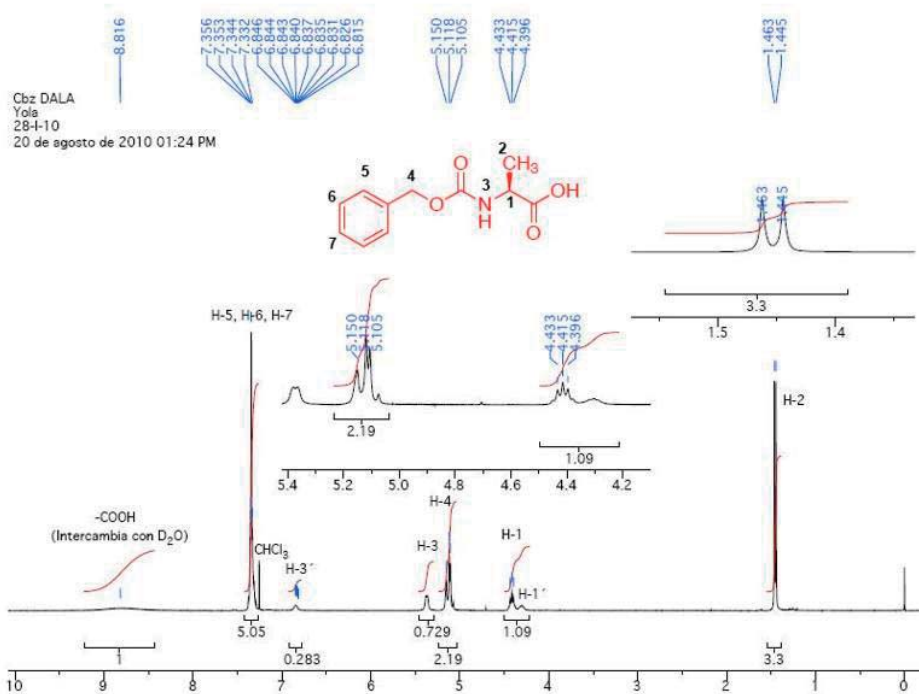 8.816
7.356
7.353
7.344
7.332
6.846
6.844
6.843
6.840
6.837
6.835
6.831
6.826
6.815
5.150
5.118
5.105
4.433
4.415
4.396
1.463
1.445
Cbz DALA
Yola
28-I-10
20 de agosto de 2010 01:24 PM
2
CH3
5 4 O 3
6 O N 1 OH
H
7 O
1.463
1.445
3.3
1.5 1.4
H-5, H-6, H-7
5.150
5.118
5.105
4.433
4.415
4.396
2.19 1.09
5.4 5.2 5.0 4.8 4.6 4.4 4.2
H-2
-COOH
(Intercambia con D2O)
CHCl3
H-3´
H-3
H-4
H-1
H-1´
1 5.05 0.283 0.729 2.19 1.09 3.3
10 9 8 7 6 5 4 3 2 1 0